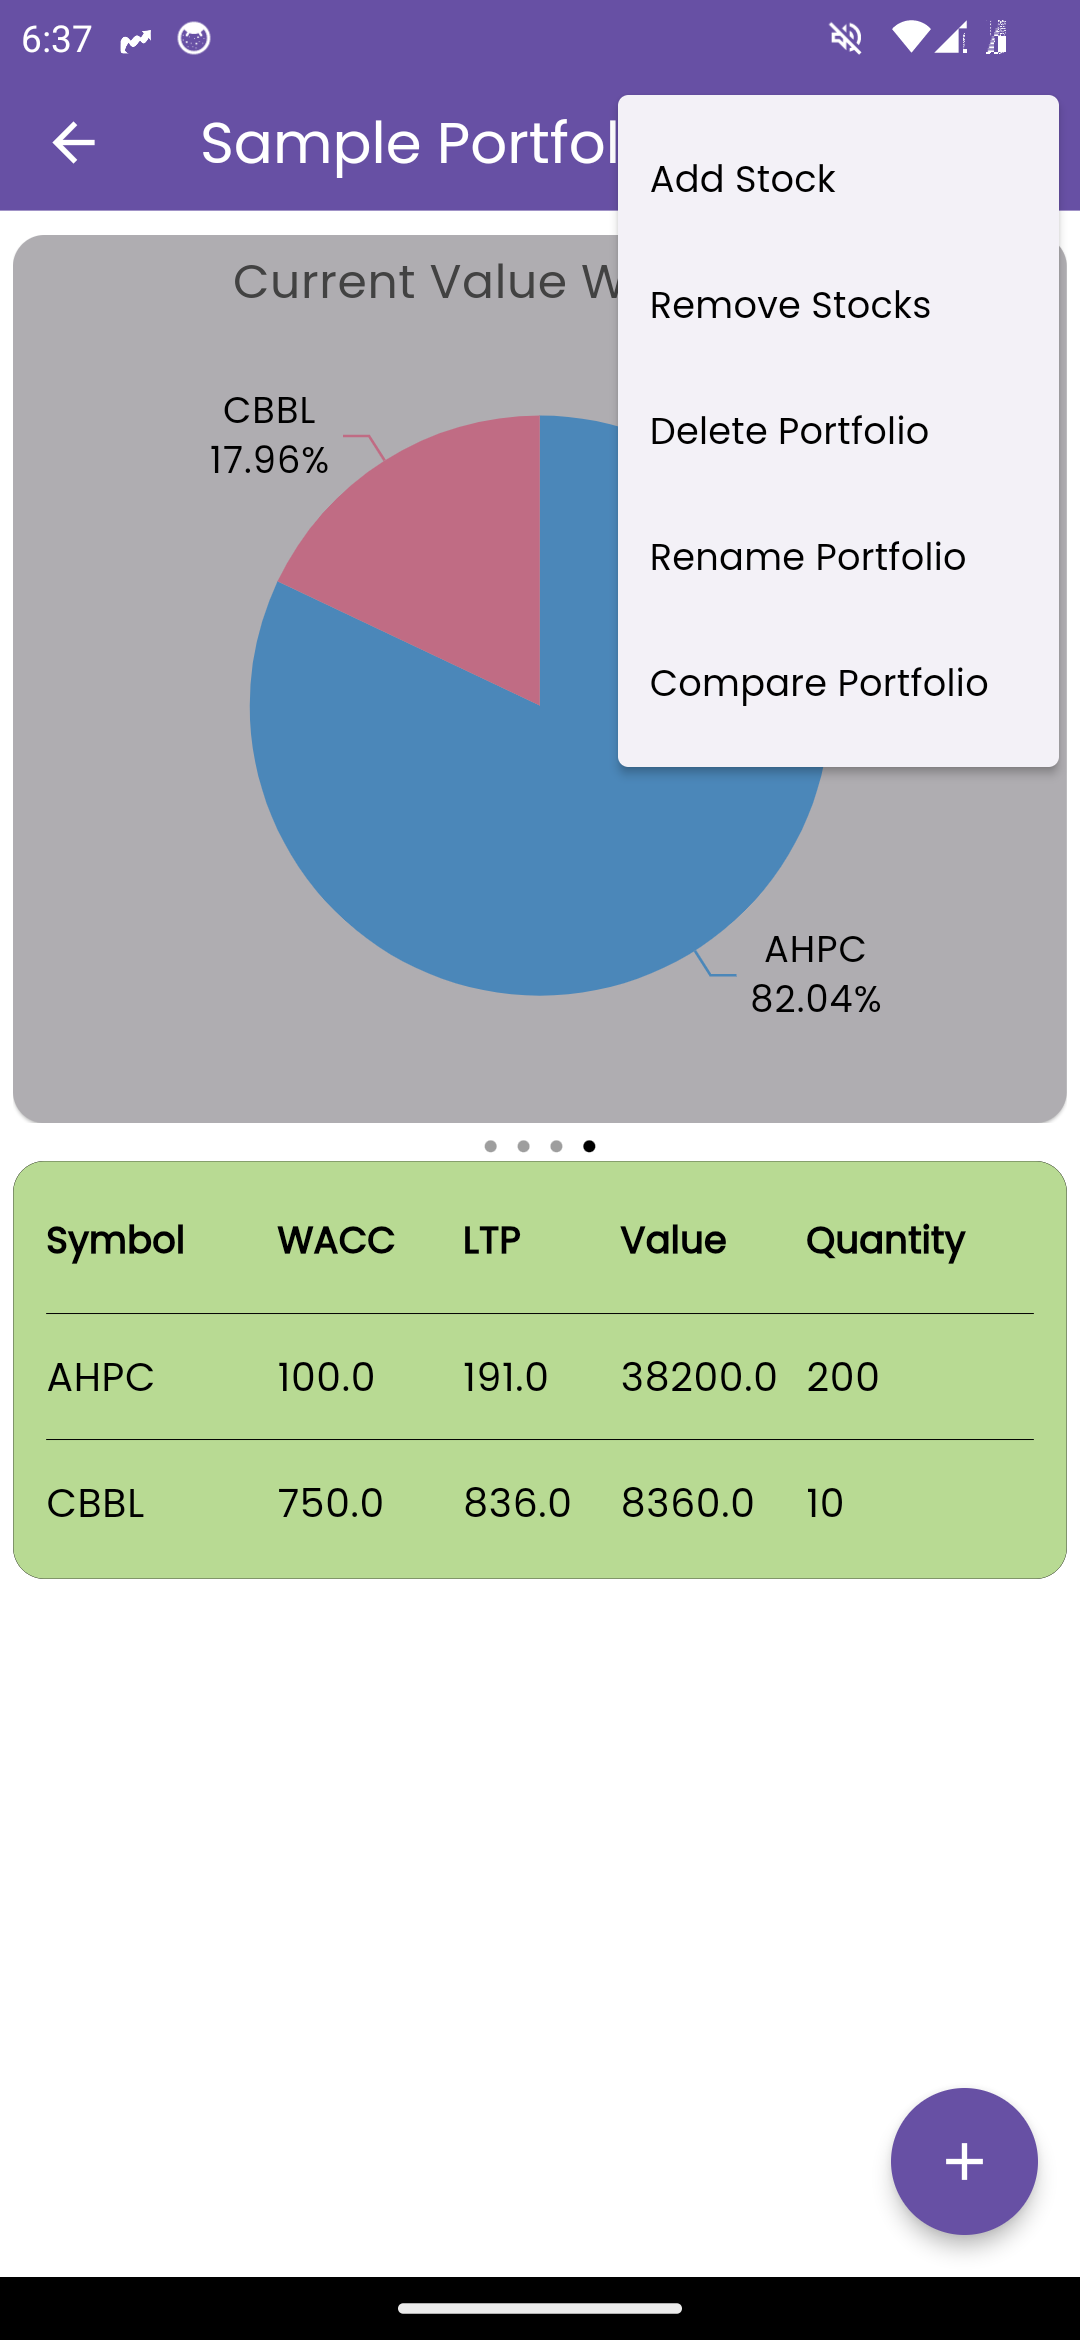 6:37
Sample Portfol
Add Stock
Remove Stocks
Delete Portfolio
Rename Portfolio
Compare Portfolio
Current Value W
CBBL
17.96%
AHPC
82.04%
Symbol WACC LTP Value Quantity
AHPC 100.0 191.0 38200.0 200
CBBL 750.0 836.0 8360.0 10